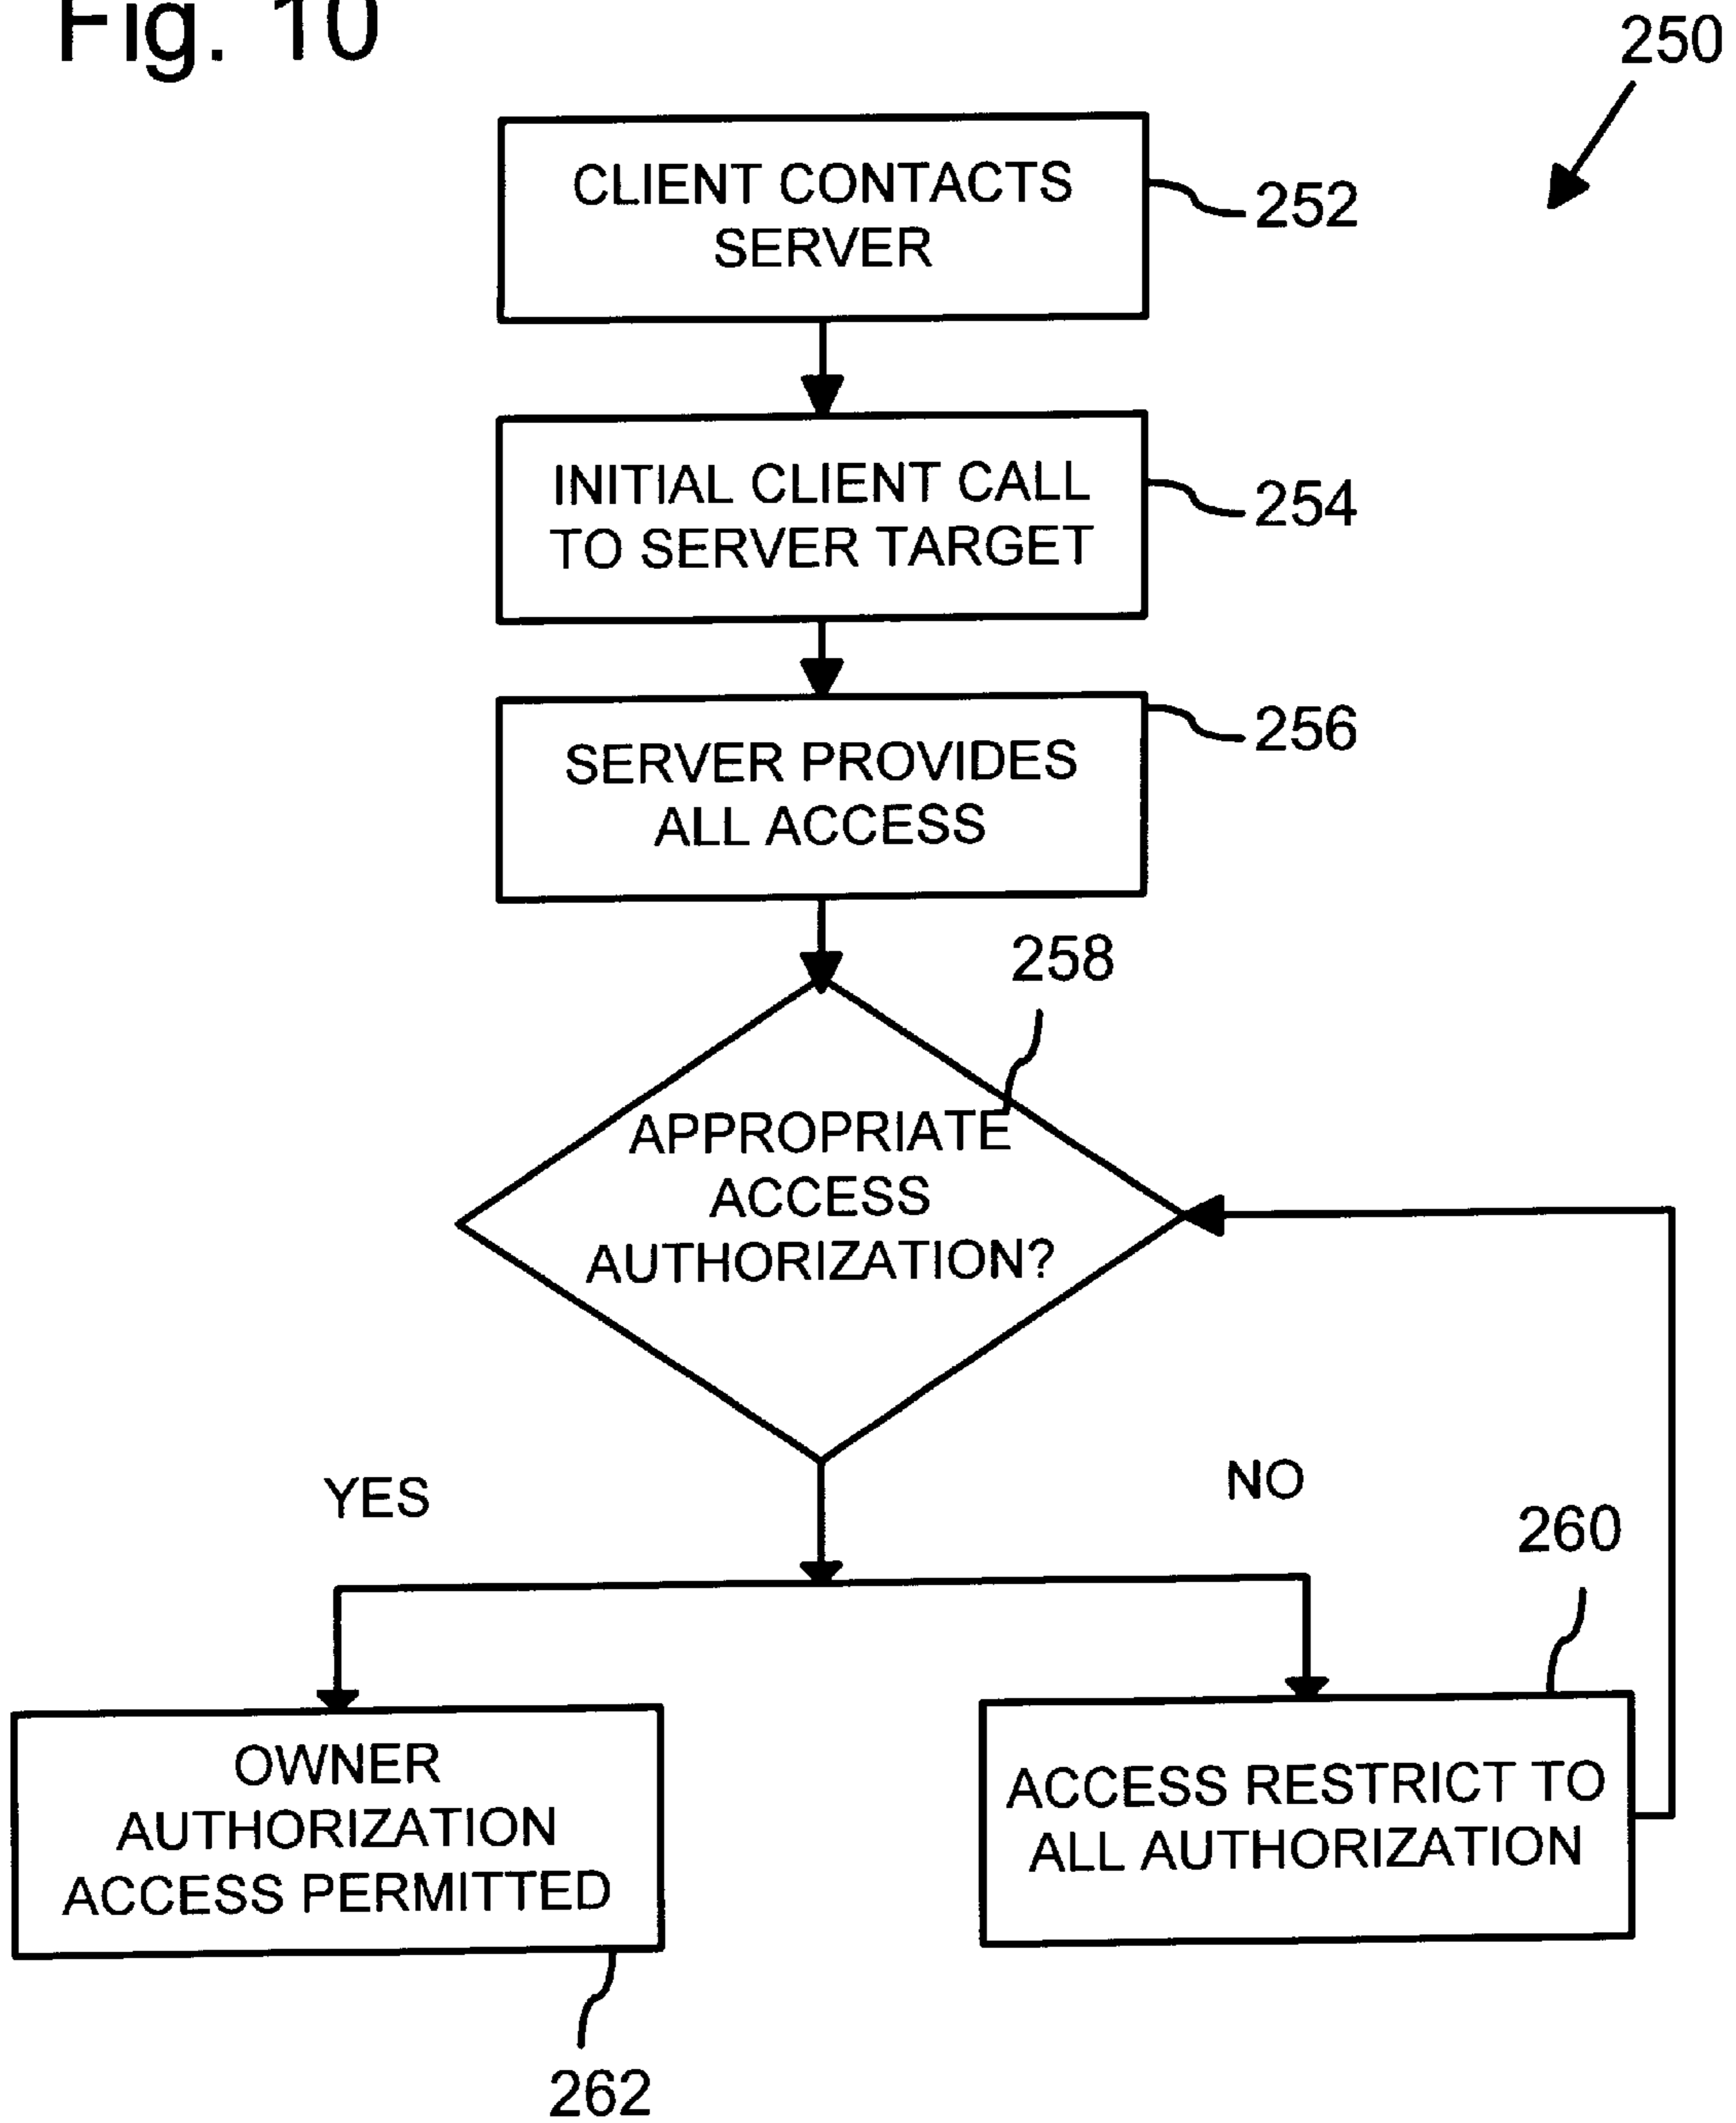 Fig. 10
250
CLIENT CONTACTS
SERVER
252
INITIAL CLIENT CALL
TO SERVER TARGET
254
SERVER PROVIDES
ALL ACCESS
256
258
APPROPRIATE
ACCESS
AUTHORIZATION?
YES
NO
260
OWNER
AUTHORIZATION
ACCESS PERMITTED
ACCESS RESTRICT TO
ALL AUTHORIZATION
262